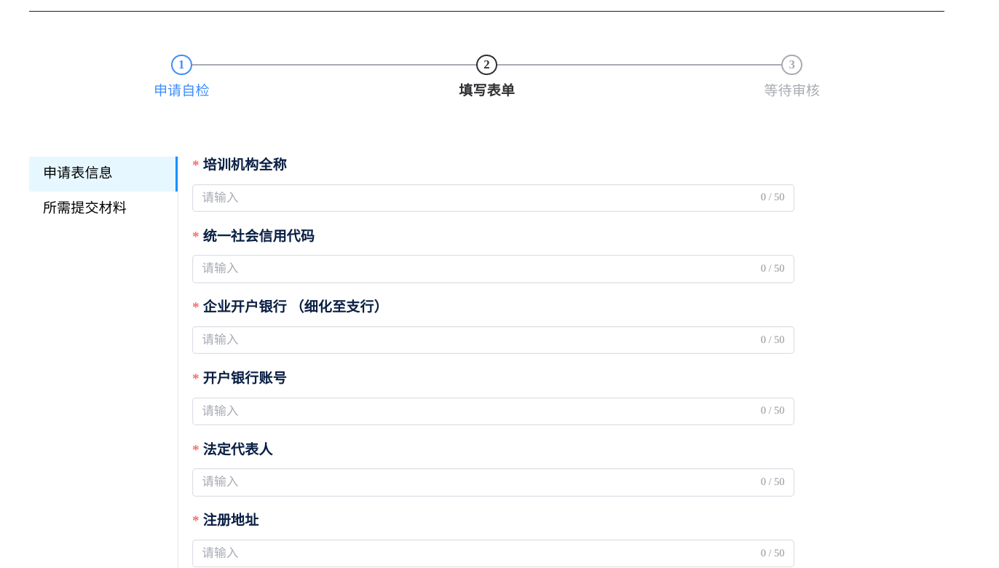 1
2
3
申请自检
填写表单
等待审核
申请表信息
所需提交材料
* 培训机构全称
请输入 0 / 50
* 统一社会信用代码
请输入 0 / 50
* 企业开户银行 （细化至支行）
请输入 0 / 50
* 开户银行账号
请输入 0 / 50
* 法定代表人
请输入 0 / 50
* 注册地址
请输入 0 / 50